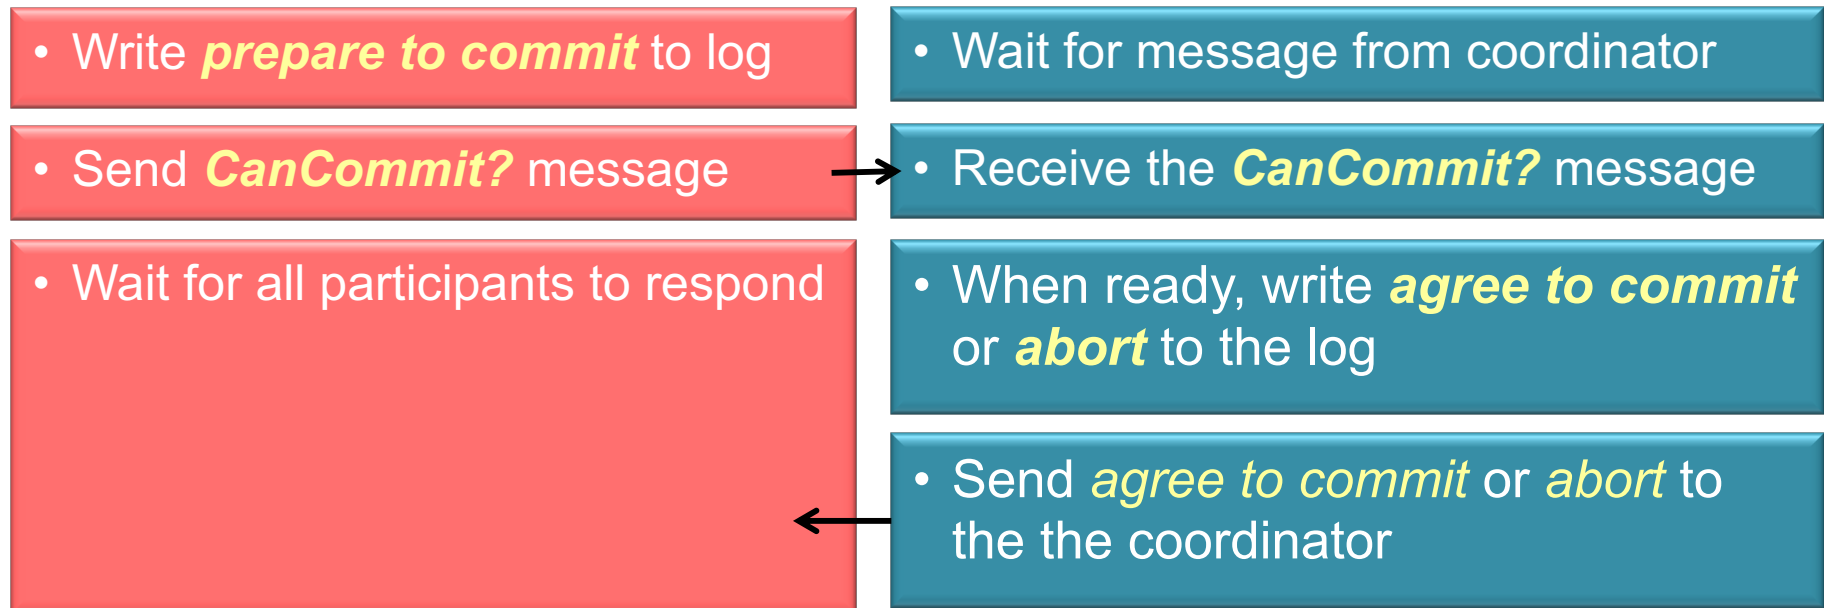 • Write prepare to commit to log
• Wait for message from coordinator
• Send CanCommit? message
• Receive the CanCommit? message
• Wait for all participants to respond
• When ready, write agree to commit
or abort to the log
• Send agree to commit or abort to
the the coordinator